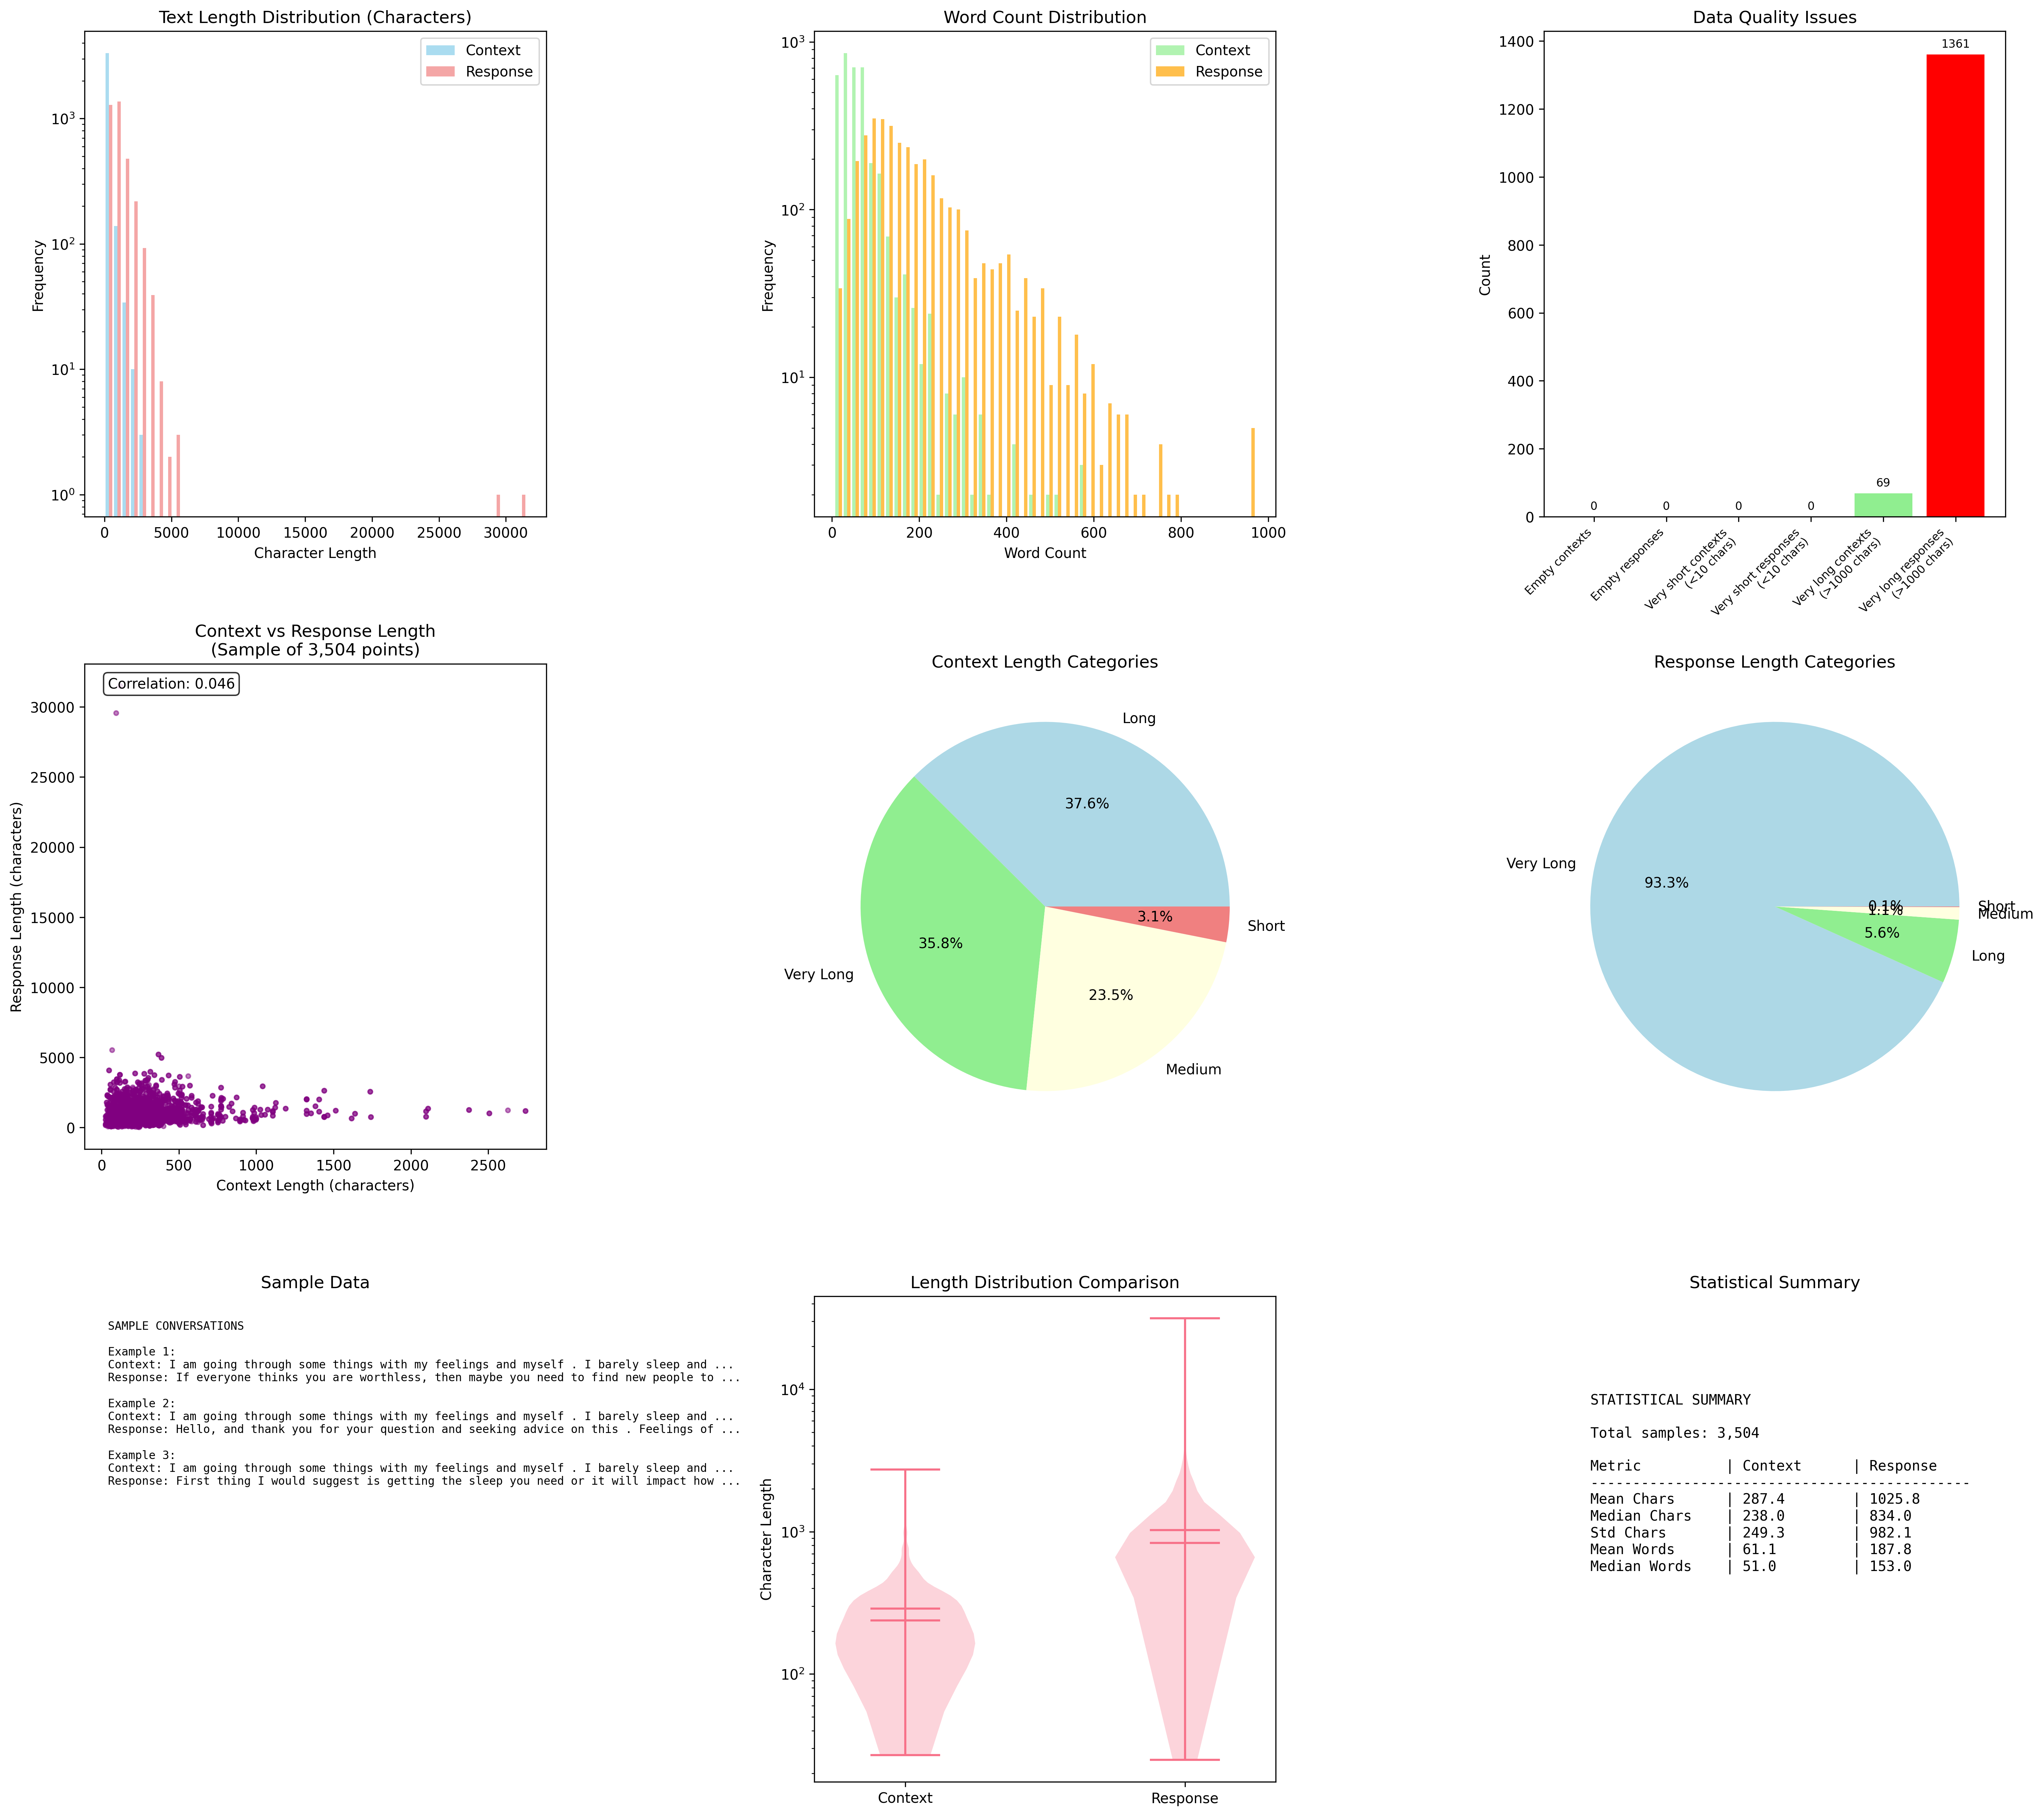 Text Length Distribution (Characters)
Context
Response
10³
10²
10¹
10⁰
Frequency
0
5000
10000
15000
20000
25000
30000
Character Length
Word Count Distribution
Context
Response
10³
10²
10¹
Frequency
0
200
400
600
800
1000
Word Count
Data Quality Issues
1400
1200
1000
800
600
400
200
0
Count
0
0
0
0
69
1361
Empty contexts
Empty responses
Very short contexts
(<10 chars)
Very short responses
(<10 chars)
Very long contexts
(>1000 chars)
Very long responses
(>1000 chars)
Context vs Response Length
(Sample of 3,504 points)
Correlation: 0.046
30000
25000
20000
15000
10000
5000
0
Response Length (characters)
0
500
1000
1500
2000
2500
Context Length (characters)
Context Length Categories
Long
37.6%
Very Long
35.8%
Medium
23.5%
Short
3.1%
Response Length Categories
Very Long
93.3%
Long
5.6%
Medium
1.1%
Short
0.1%
Sample Data
SAMPLE CONVERSATIONS
Example 1:
Context: I am going through some things with my feelings and myself . I barely sleep and ...
Response: If everyone thinks you are worthless, then maybe you need to find new people to ...
Example 2:
Context: I am going through some things with my feelings and myself . I barely sleep and ...
Response: Hello, and thank you for your question and seeking advice on this . Feelings of ...
Example 3:
Context: I am going through some things with my feelings and myself . I barely sleep and ...
Response: First thing I would suggest is getting the sleep you need or it will impact how ...
Length Distribution Comparison
10⁴
10³
10²
Character Length
Context
Response
Statistical Summary
STATISTICAL SUMMARY
Total samples: 3,504
Metric | Context | Response
---------------------------------------------
Mean Chars | 287.4 | 1025.8
Median Chars | 238.0 | 834.0
Std Chars | 249.3 | 982.1
Mean Words | 61.1 | 187.8
Median Words | 51.0 | 153.0